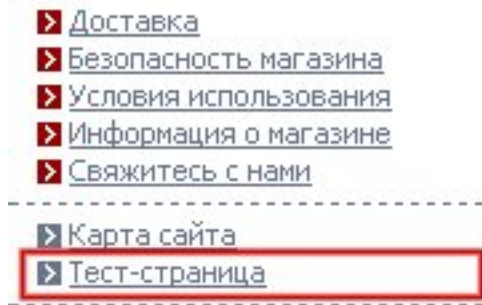 Доставка
Безопасность магазина
Условия использования
Информация о магазине
Свяжитесь с нами
Карта сайта
Тест-страница